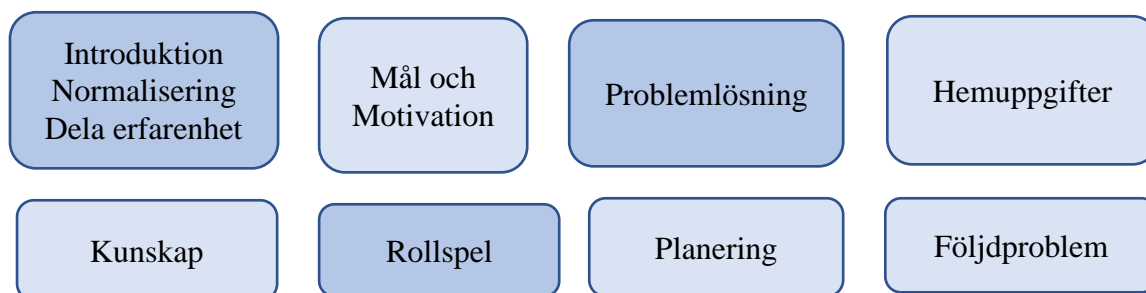 Introduktion
Normalisering
Dela erfarenhet
Mål och
Motivation
Problemlösning
Hemuppgifter
Kunskap
Rollspel
Planering
Följdproblem